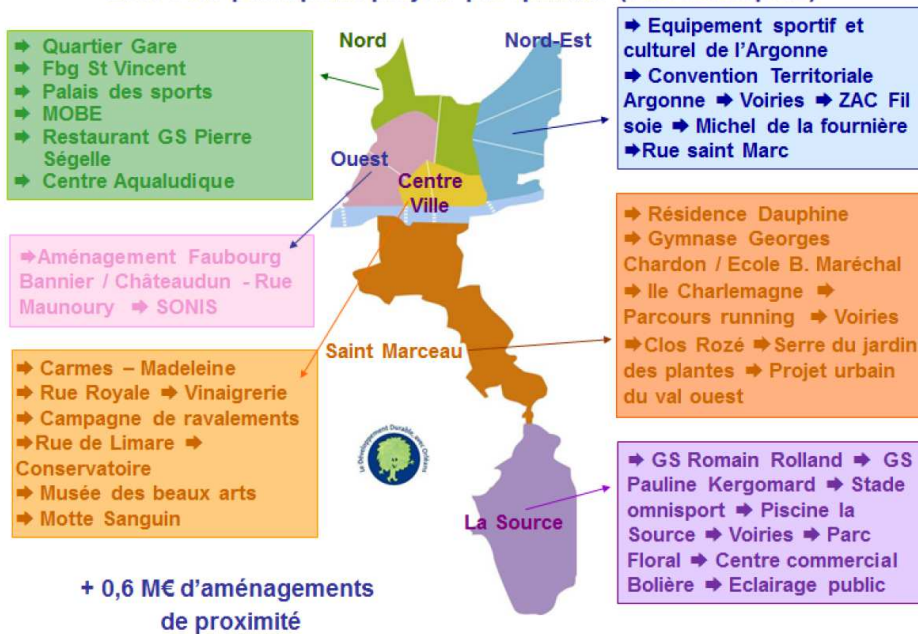 Nord
Nord-Est
Ouest
Centre
Ville
Saint Marceau
La Source
➡ Quartier Gare
➡ Fbg St Vincent
➡ Palais des sports
➡ MOBE
➡ Restaurant GS Pierre
Ségelle
➡ Centre Aqualudique
➡ Equipement sportif et
culturel de l’Argonne
➡ Convention Territoriale
Argonne ➡ Voiries ➡ ZAC Fil
soie ➡ Michel de la fournière
➡Rue saint Marc
➡Aménagement Faubourg
Bannier / Châteaudun - Rue
Maunoury ➡ SONIS
➡ Résidence Dauphine
➡ Gymnase Georges
Chardon / Ecole B. Maréchal
➡ Ile Charlemagne ➡
Parcours running ➡ Voiries
➡Clos Rozé ➡Serre du jardin
des plantes ➡ Projet urbain
du val ouest
➡ Carmes – Madeleine
➡ Rue Royale ➡ Vinaigrerie
➡ Campagne de ravalements
➡Rue de Limare ➡
Conservatoire
➡ Musée des beaux arts
➡ Motte Sanguin
Le Développement Durable, avec Orléans
➡ GS Romain Rolland ➡ GS
Pauline Kergomard ➡ Stade
omnisport ➡ Piscine la
Source ➡ Voiries ➡ Parc
Floral ➡ Centre commercial
Bolière ➡ Eclairage public
+ 0,6 M€ d’aménagements
de proximité